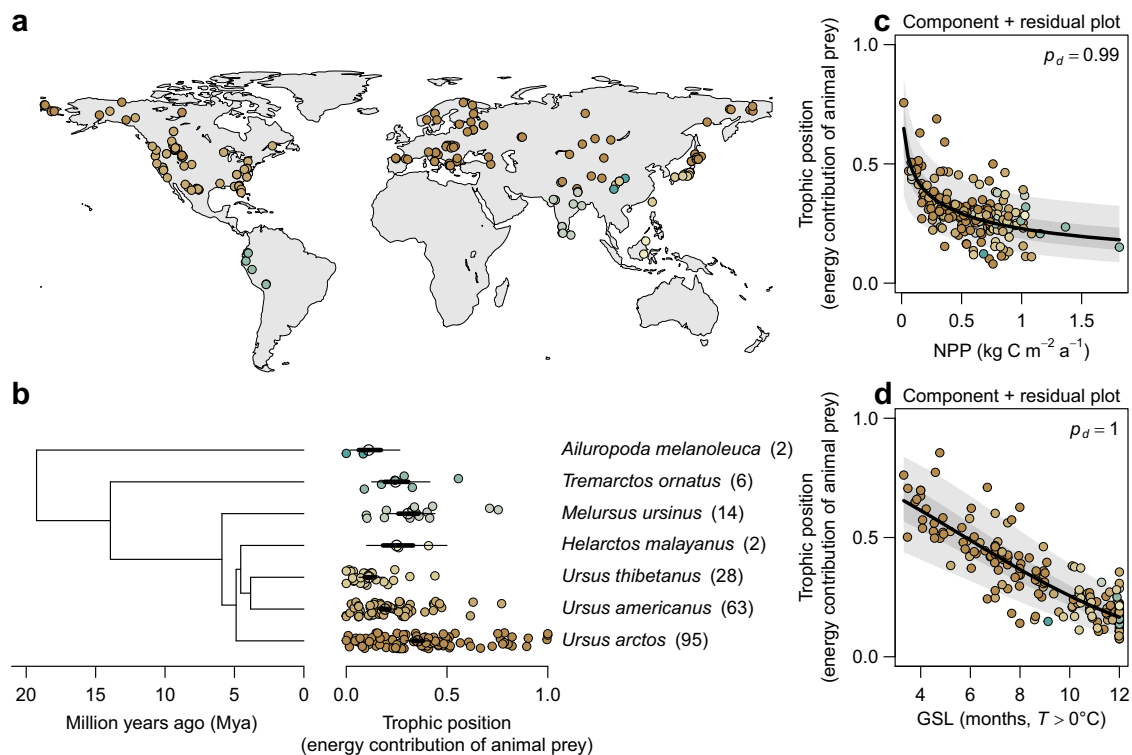 a
b
Ailuropoda melanoleuca (2)
Tremarctos ornatus (6)
Melursus ursinus (14)
Helarctos malayanus (2)
Ursus thibetanus (28)
Ursus americanus (63)
Ursus arctos (95)
20 15 10 5 0
Million years ago (Mya)
0.0 0.5 1.0
Trophic position
(energy contribution of animal prey)
c Component + residual plot
p_d = 0.99
1.0
0.5
0.0
Trophic position
(energy contribution of animal prey)
0 0.5 1 1.5
NPP (kg C m⁻² a⁻¹)
d Component + residual plot
p_d = 1
1.0
0.5
0.0
Trophic position
(energy contribution of animal prey)
4 6 8 10 12
GSL (months, T > 0°C)